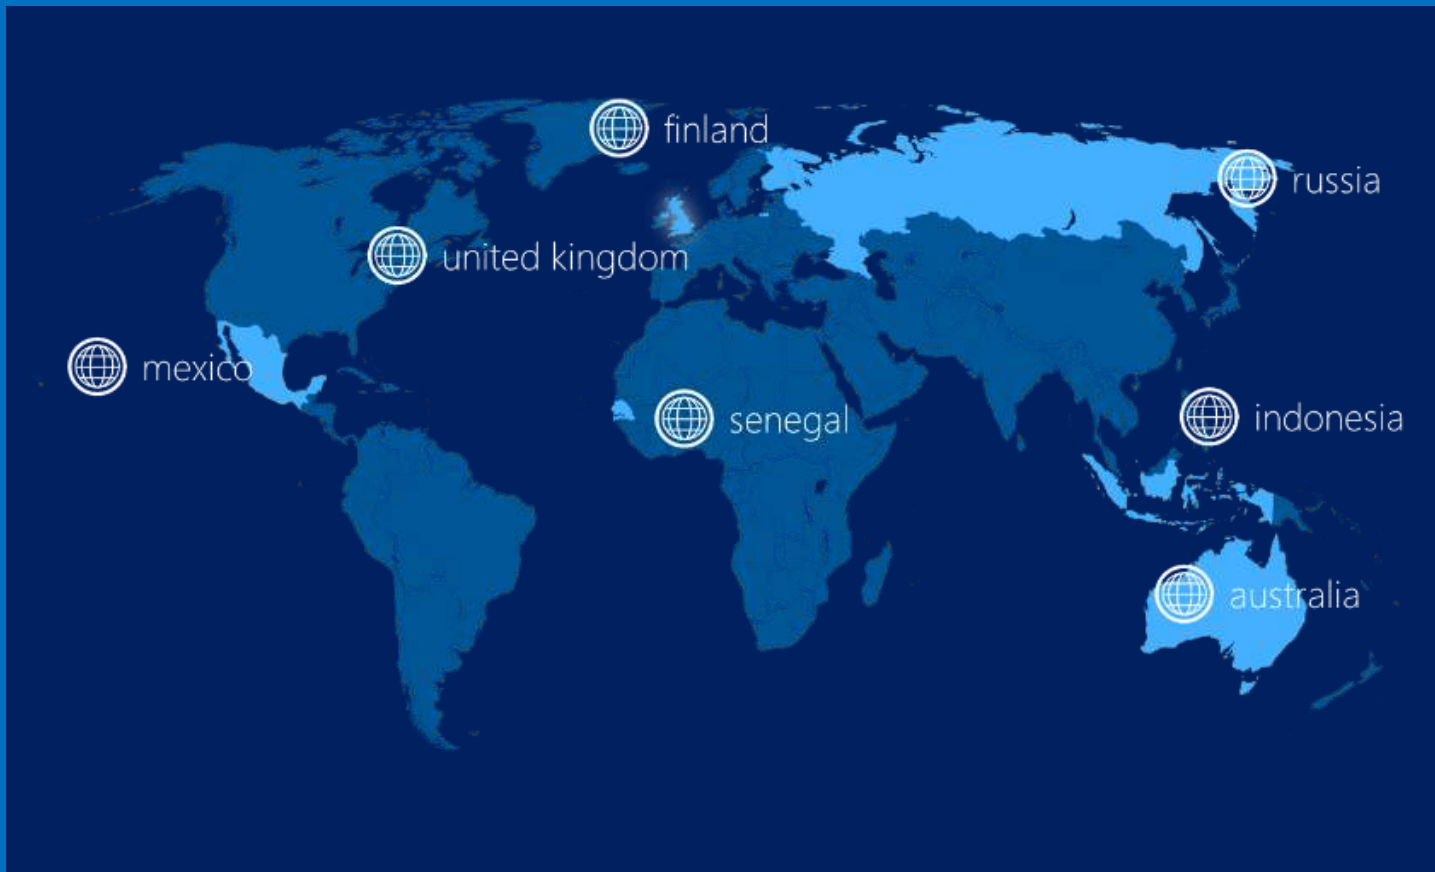 finland
russia
united kingdom
mexico
senegal
indonesia
australia